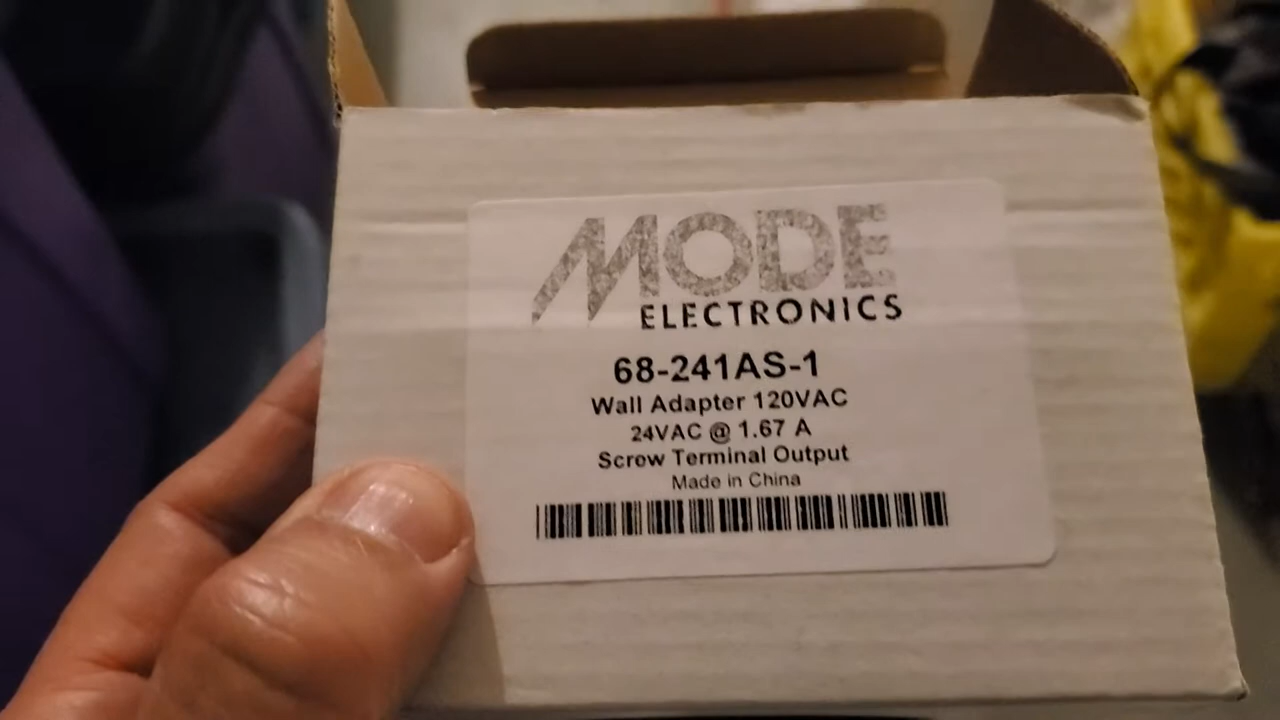 MODE
ELECTRONICS
68-241AS-1
Wall Adapter 120VAC
24VAC @ 1.67 A
Screw Terminal Output
Made in China